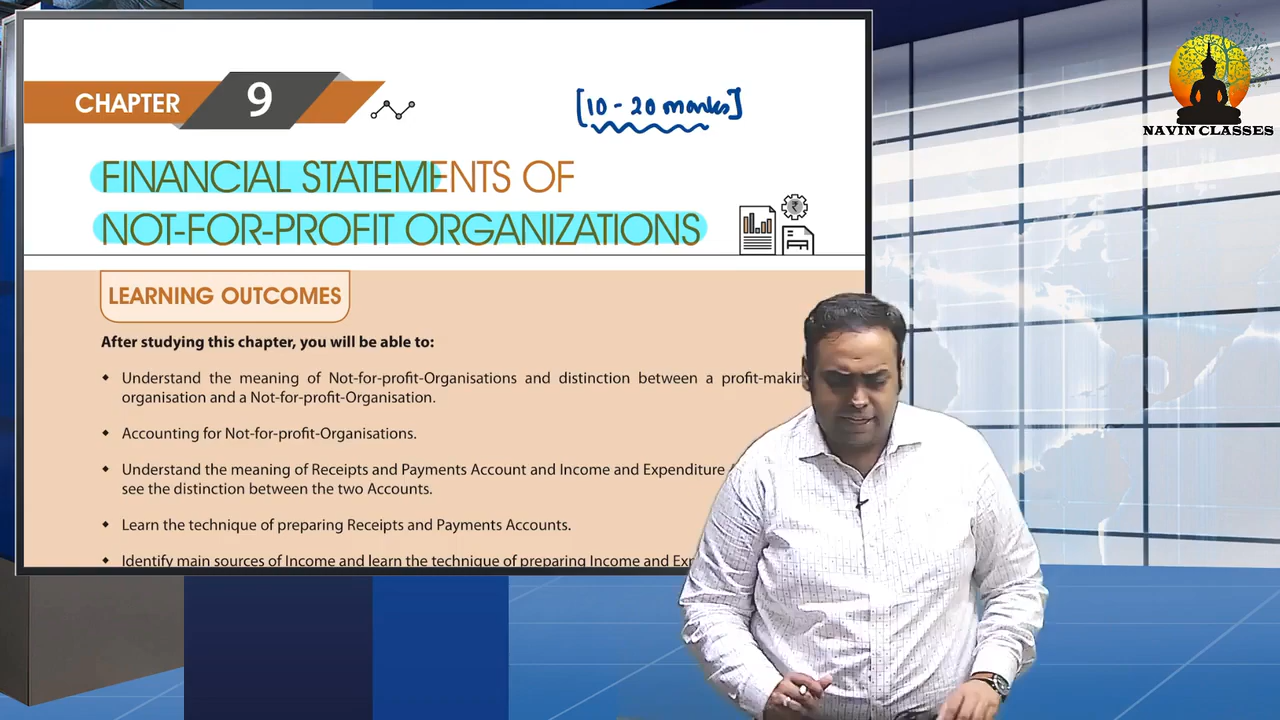 CHAPTER 9
[10-20 marks]
FINANCIAL STATEMENTS OF
NOT-FOR-PROFIT ORGANIZATIONS
LEARNING OUTCOMES
After studying this chapter, you will be able to:
Understand the meaning of Not-for-profit-Organisations and distinction between a
organisation and a Not-for-profit-Organisation.
Accounting for Not-for-profit-Organisations.
Understand the meaning of Receipts and Payments Account and Income and Expenditure
see the distinction between the two Accounts.
Learn the technique of preparing Receipts and Payments Accounts.
Identify main sources of Income and learn the technique of preparing Income and
NAVIN CLASSES